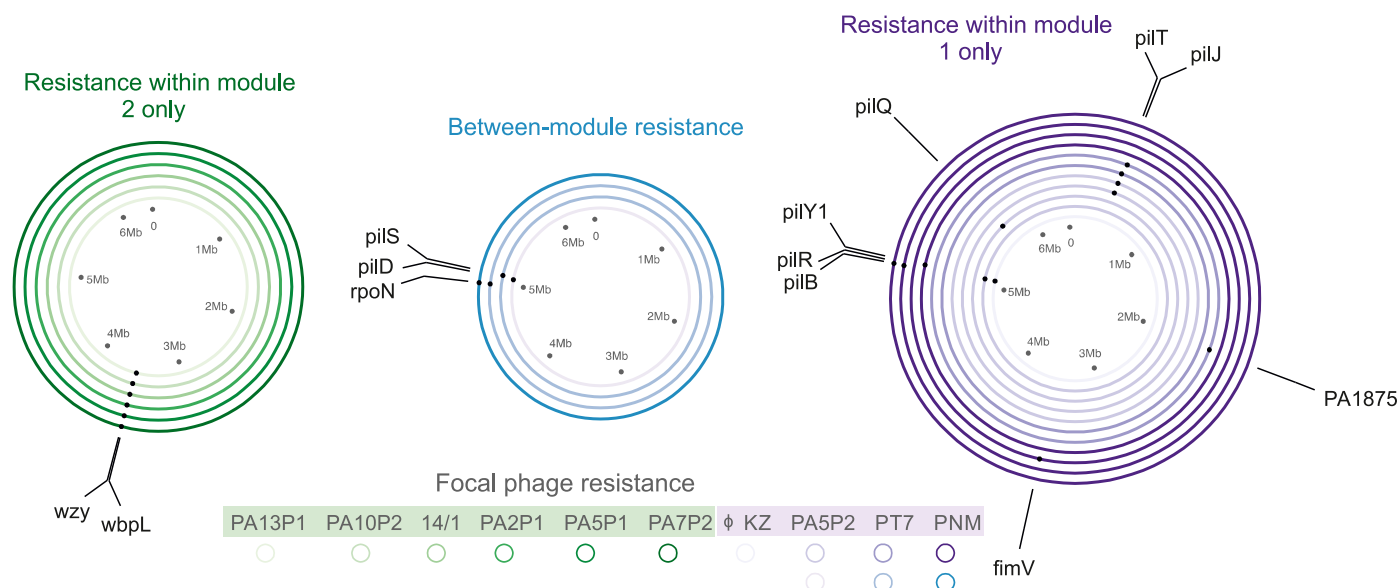 Resistance within module
2 only
6Mb
0
1Mb
5Mb
2Mb
4Mb
3Mb
wzy
wbpL
Between-module resistance
pilS
pilD
rpoN
6Mb
0
1Mb
5Mb
2Mb
4Mb
3Mb
Resistance within module
1 only
pilT
pilJ
pilQ
pilY1
pilR
pilB
6Mb
0
1Mb
5Mb
2Mb
4Mb
3Mb
PA1875
fimV
Focal phage resistance
PA13P1 PA10P2 14/1 PA2P1 PA5P1 PA7P2 ϕ KZ PA5P2 PT7 PNM